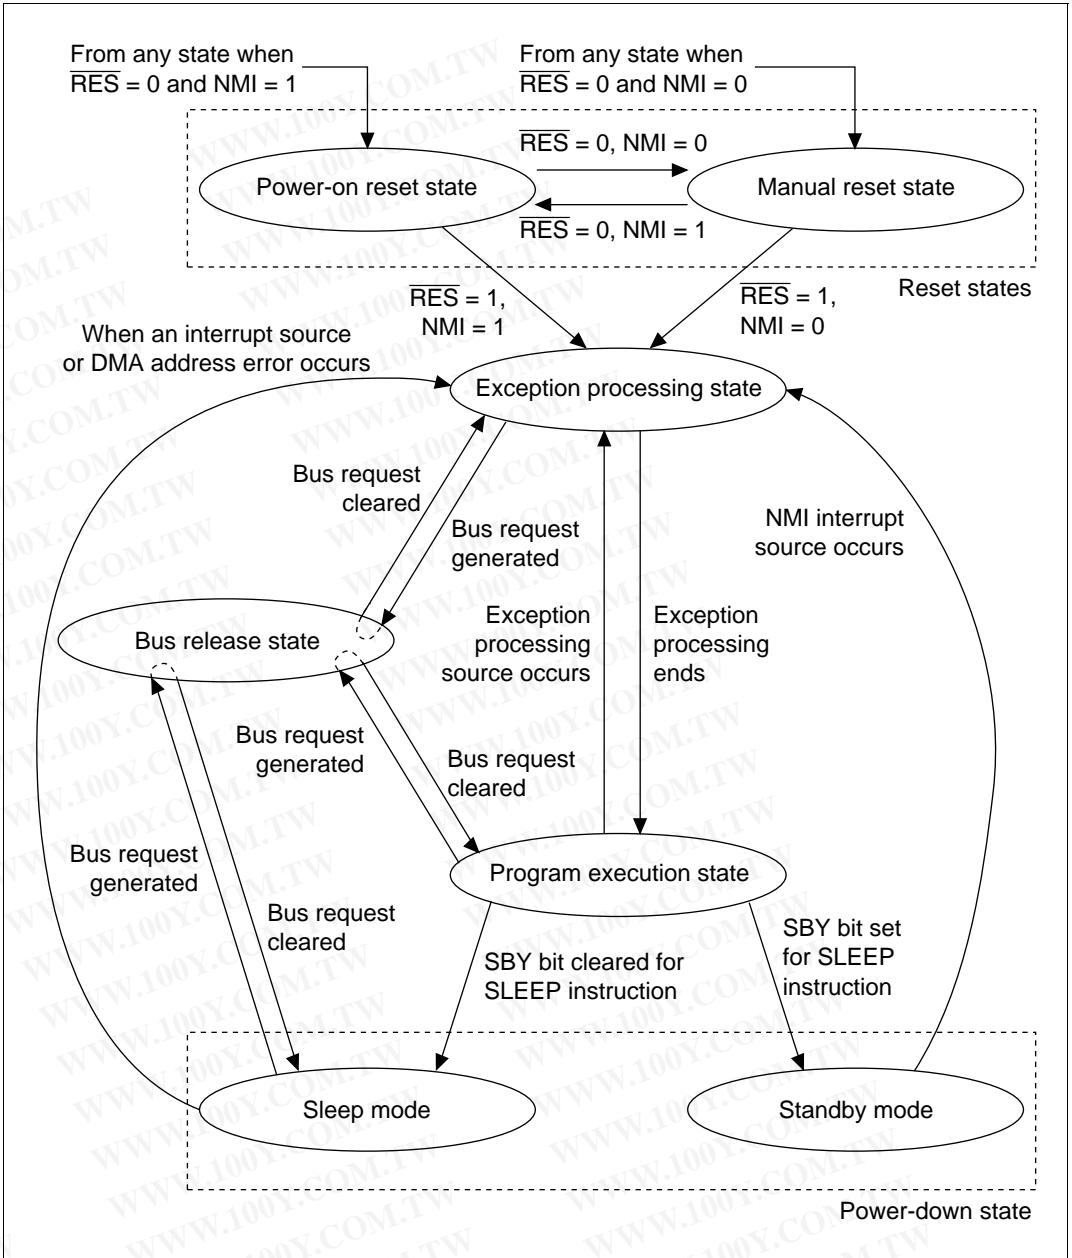 From any state when
RES = 0 and NMI = 1
From any state when
RES = 0 and NMI = 0
RES = 0, NMI = 0
Power-on reset state
Manual reset state
RES = 0, NMI = 1
Reset states
RES = 1,
NMI = 1
RES = 1,
NMI = 0
When an interrupt source
or DMA address error occurs
Exception processing state
Bus request
cleared
Bus request
generated
NMI interrupt
source occurs
Exception
processing
source occurs
Exception
processing
ends
Bus release state
Bus request
generated
Bus request
cleared
Bus request
generated
Bus request
cleared
Program execution state
SBY bit cleared for
SLEEP instruction
SBY bit set
for SLEEP
instruction
Sleep mode
Standby mode
Power-down state
WWW.100Y.COM.TW